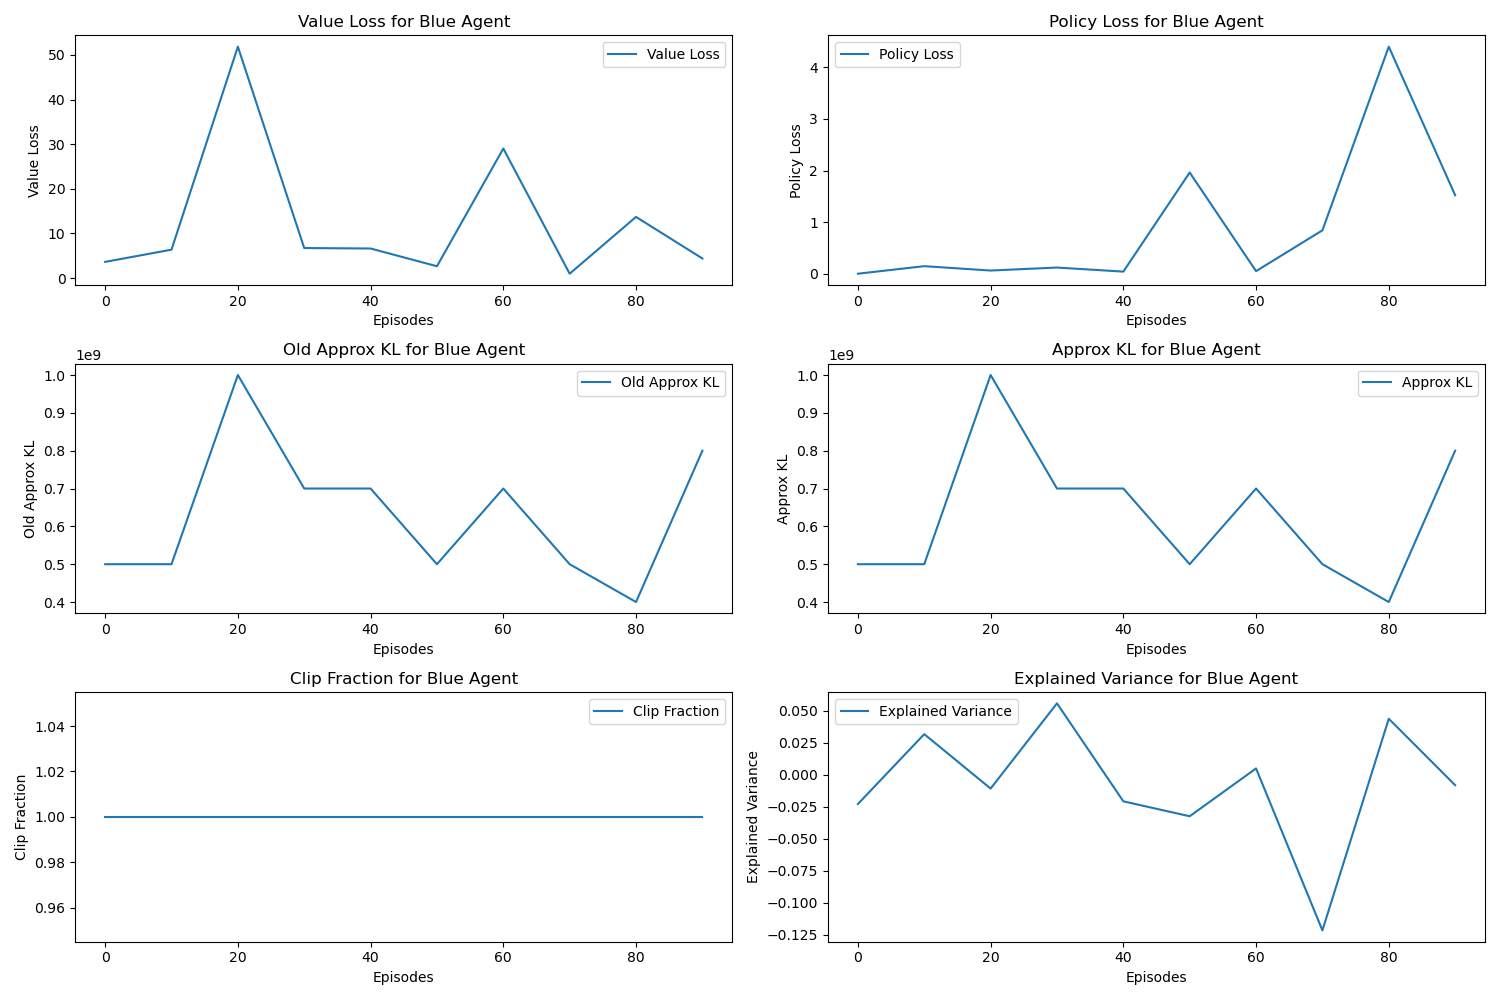 Value Loss for Blue Agent
Value Loss
50
40
30
20
10
0
Value Loss
0 20 40 60 80
Episodes
Policy Loss for Blue Agent
Policy Loss
4
3
2
1
0
Policy Loss
0 20 40 60 80
Episodes
Old Approx KL for Blue Agent
1e9
Old Approx KL
1.0
0.9
0.8
0.7
0.6
0.5
0.4
Old Approx KL
0 20 40 60 80
Episodes
Approx KL for Blue Agent
1e9
Approx KL
1.0
0.9
0.8
0.7
0.6
0.5
0.4
Approx KL
0 20 40 60 80
Episodes
Clip Fraction for Blue Agent
Clip Fraction
1.04
1.02
1.00
0.98
0.96
Clip Fraction
0 20 40 60 80
Episodes
Explained Variance for Blue Agent
Explained Variance
0.050
0.025
0.000
−0.025
−0.050
−0.075
−0.100
−0.125
Explained Variance
0 20 40 60 80
Episodes